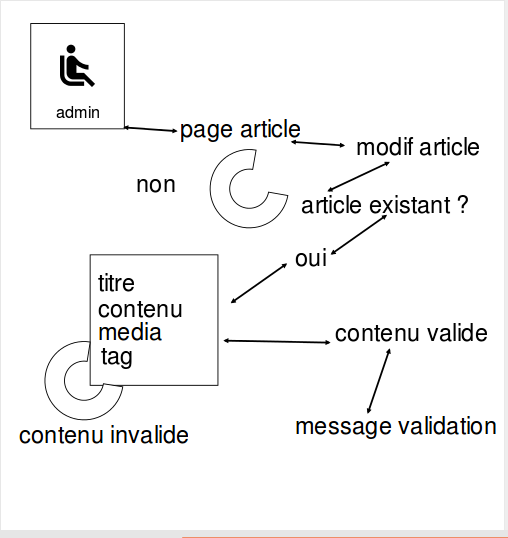 admin
page article
modif article
non
article existant ?
oui
titre
contenu
media
tag
contenu valide
message validation
contenu invalide